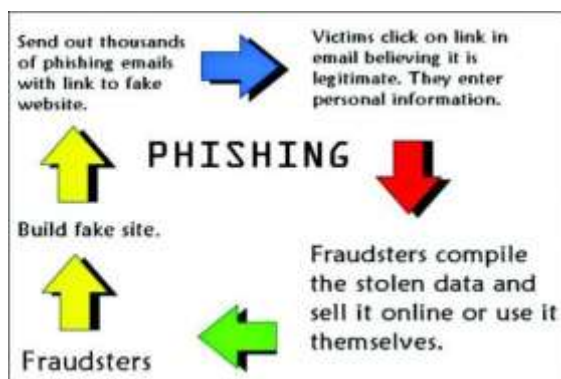 Send out thousands
of phishing emails
with link to fake
website.
Victims click on link in
email believing it is
legitimate. They enter
personal information.
PHISHING
Build fake site.
Fraudsters compile
the stolen data and
sell it online or use it
themselves.
Fraudsters